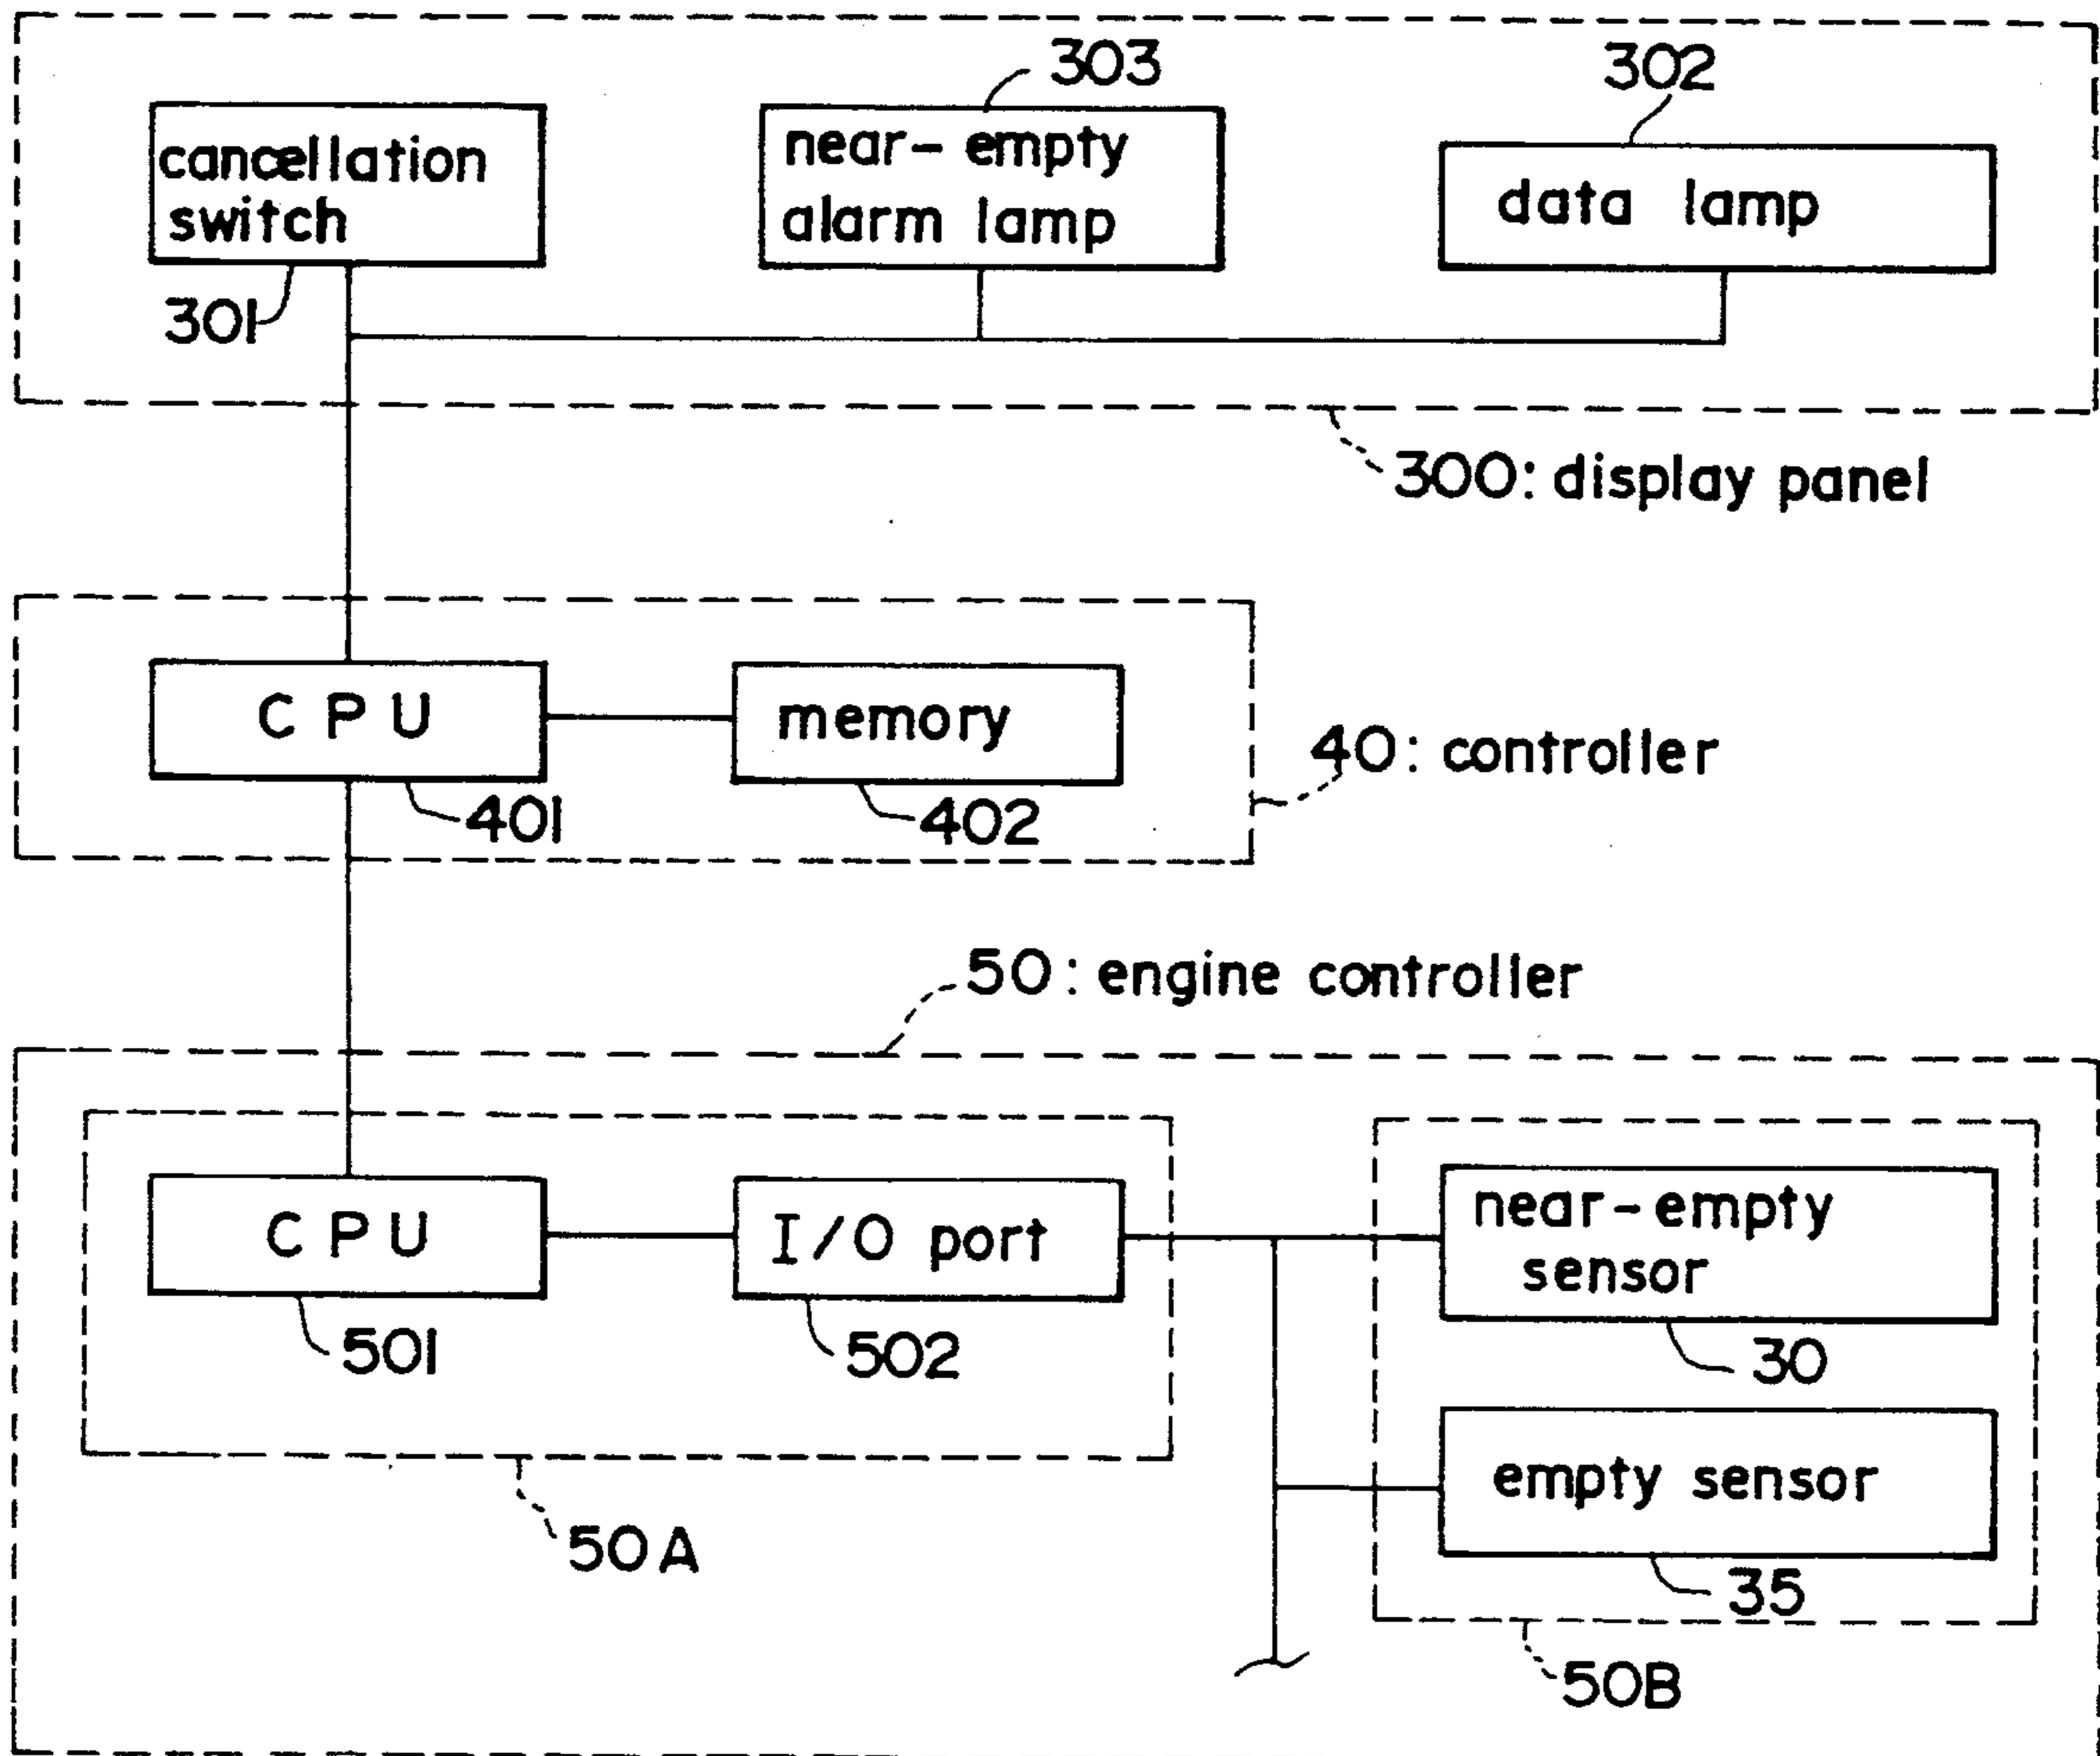 303
302
cancellation
switch
near-empty
alarm lamp
data lamp
301
300: display panel
CPU
memory
40: controller
401
402
50: engine controller
CPU
I/O port
near-empty
sensor
501
502
30
empty sensor
50A
35
50B